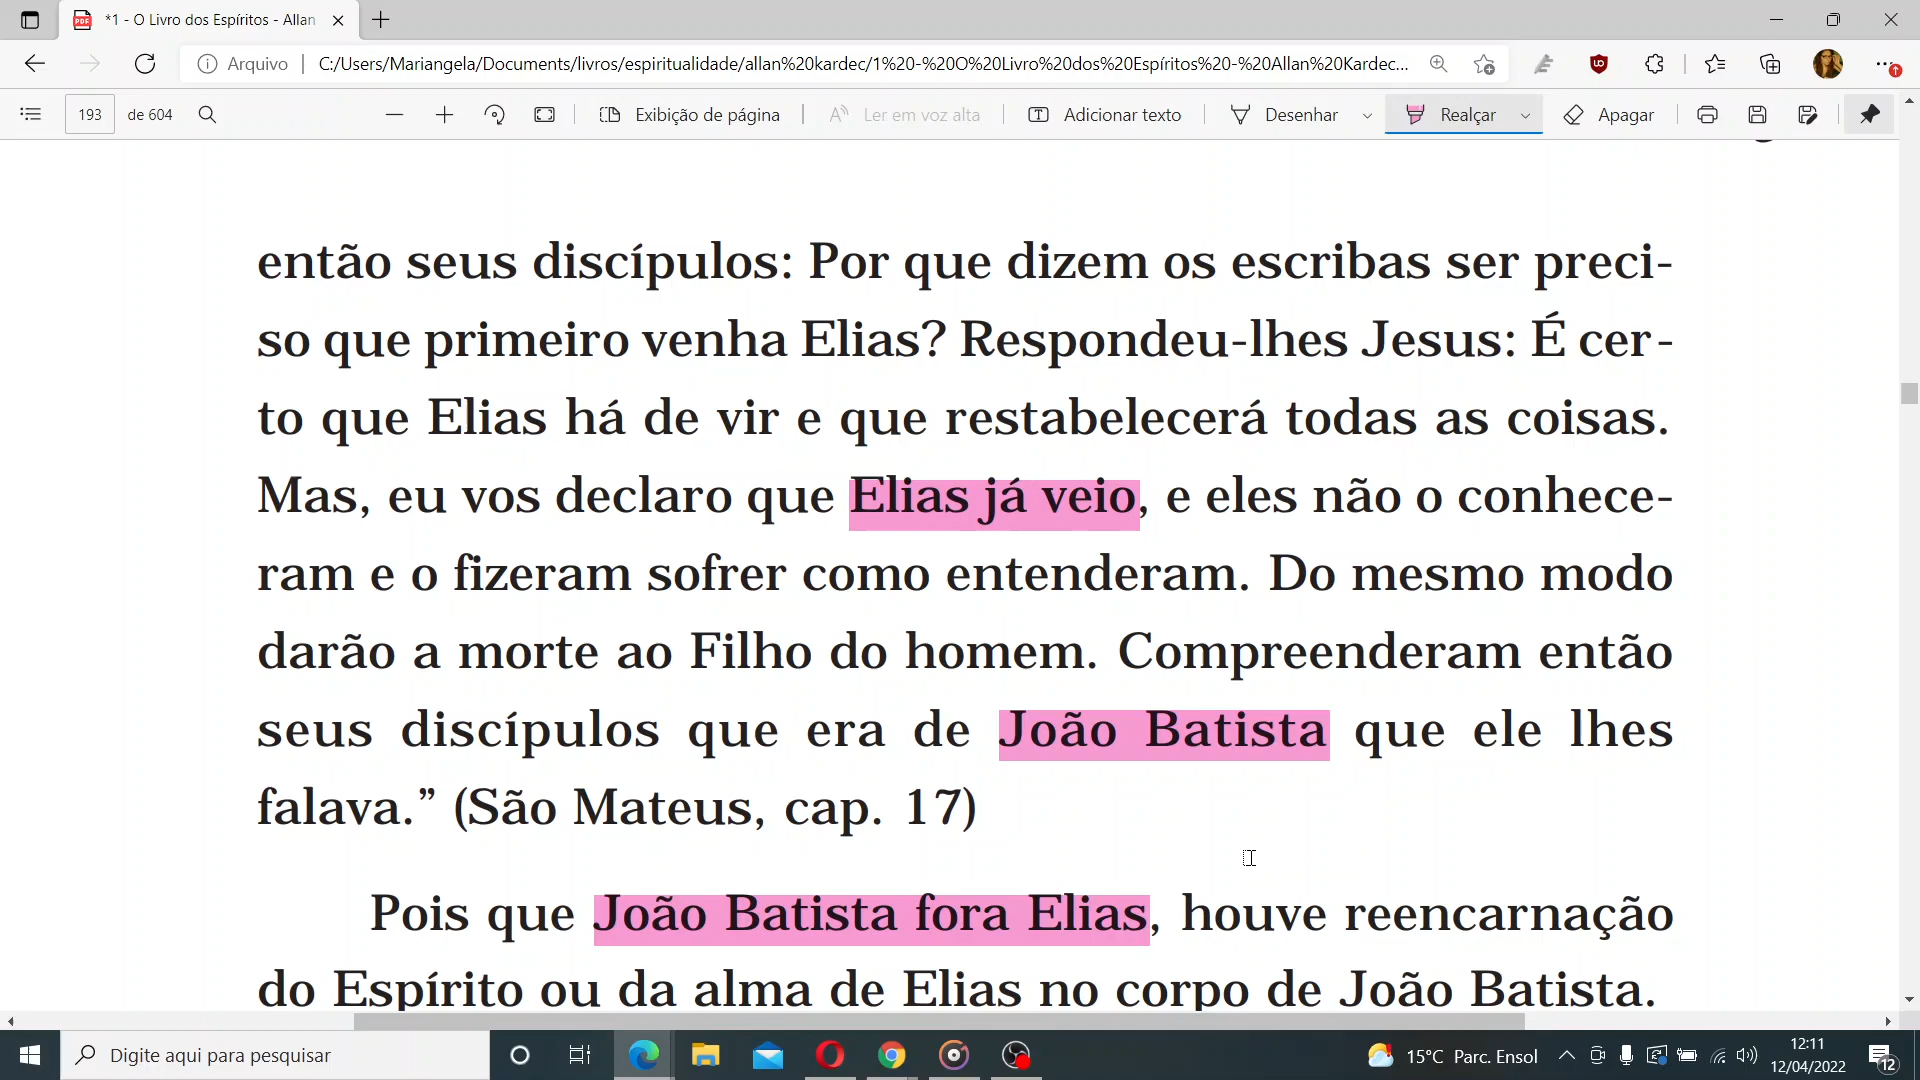 *1 - O Livro dos Espíritos - Allan
Arquivo
C:/Users/Mariangela/Documents/livros/espiritualidade/allan%20kardec/1%20-%20O%20Livro%20dos%20Espíritos%20-%20Allan%20Kardec...
193
de 604
Exibição de página
Ler em voz alta
Adicionar texto
Desenhar
Realçar
Apagar
então seus discípulos: Por que dizem os escribas ser preci-
so que primeiro venha Elias? Respondeu-lhes Jesus: É cer-
to que Elias há de vir e que restabelecerá todas as coisas.
Mas, eu vos declaro que Elias já veio, e eles não o conhece-
ram e o fizeram sofrer como entenderam. Do mesmo modo
darão a morte ao Filho do homem. Compreenderam então
seus discípulos que era de João Batista que ele lhes
falava.” (São Mateus, cap. 17)
Pois que João Batista fora Elias, houve reencarnação
do Espírito ou da alma de Elias no corpo de João Batista.
Digite aqui para pesquisar
15°C Parc. Ensol
12:11
12/04/2022
12